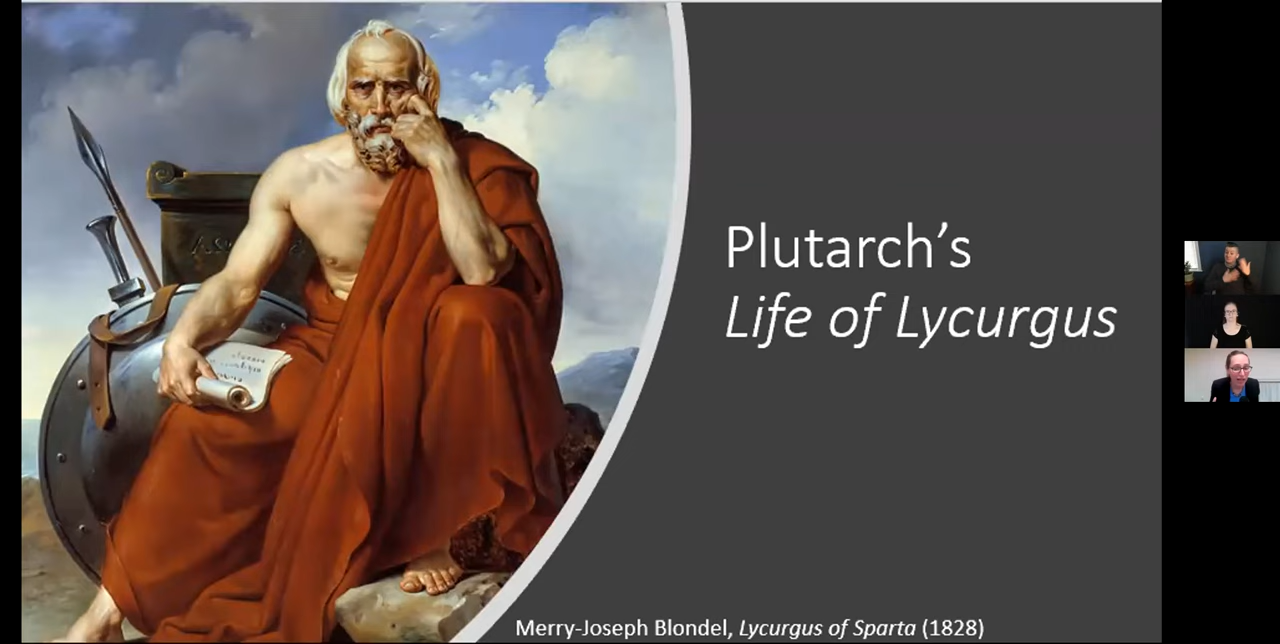 Plutarch’s
Life of Lycurgus
Merry-Joseph Blondel, Lycurgus of Sparta (1828)